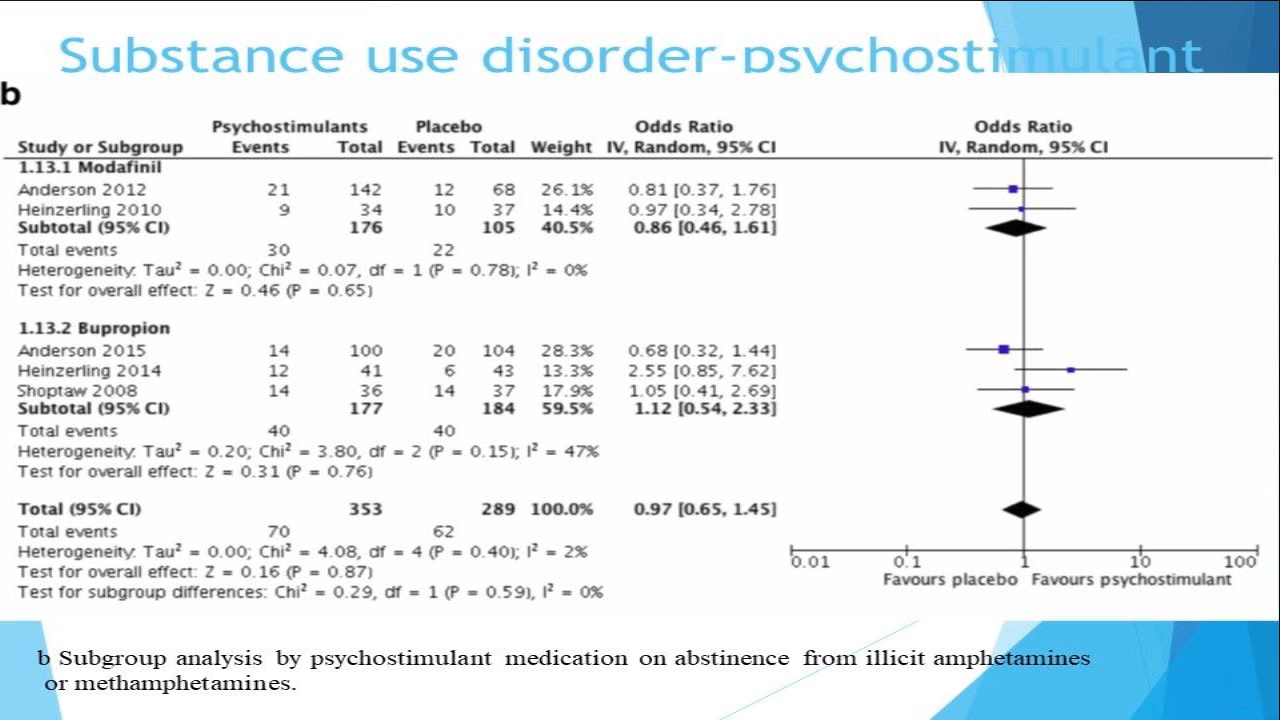 Substance use disorder-psychostimulant
b
Psychostimulants Placebo Odds Ratio Odds Ratio
Study or Subgroup Events Total Events Total Weight IV, Random, 95% CI IV, Random, 95% CI
1.13.1 Modafinil
Anderson 2012 21 142 12 68 26.1% 0.81 [0.37, 1.76]
Heinzerling 2010 9 34 10 37 14.4% 0.97 [0.34, 2.78]
Subtotal (95% CI) 176 105 40.5% 0.86 [0.46, 1.61]
Total events 30 22
Heterogeneity: Tau² = 0.00; Chi² = 0.07, df = 1 (P = 0.78); I² = 0%
Test for overall effect: Z = 0.46 (P = 0.65)
1.13.2 Bupropion
Anderson 2015 14 100 20 104 28.3% 0.68 [0.32, 1.44]
Heinzerling 2014 12 41 6 43 13.3% 2.55 [0.85, 7.62]
Shoptaw 2008 14 36 14 37 17.9% 1.05 [0.41, 2.69]
Subtotal (95% CI) 177 184 59.5% 1.12 [0.54, 2.33]
Total events 40 40
Heterogeneity: Tau² = 0.20; Chi² = 3.80, df = 2 (P = 0.15); I² = 47%
Test for overall effect: Z = 0.31 (P = 0.76)
Total (95% CI) 353 289 100.0% 0.97 [0.65, 1.45]
Total events 70 62
Heterogeneity: Tau² = 0.00; Chi² = 4.08, df = 4 (P = 0.40); I² = 2%
Test for overall effect: Z = 0.16 (P = 0.87)
Test for subgroup differences: Chi² = 0.29, df = 1 (P = 0.59), I² = 0%
0.01 0.1 1 10 100
Favours placebo Favours psychostimulant
b Subgroup analysis by psychostimulant medication on abstinence from illicit amphetamines
or methamphetamines.